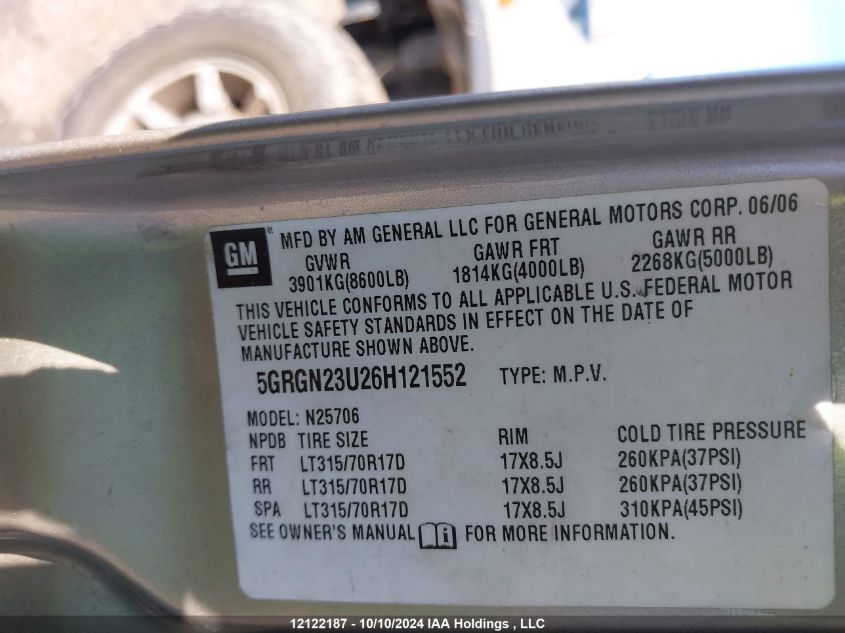 GM
®
MFD BY AM GENERAL LLC FOR GENERAL MOTORS CORP. 06/06
GVWR GAWR FRT GAWR RR
3901KG(8600LB) 1814KG(4000LB) 2268KG(5000LB)
THIS VEHICLE CONFORMS TO ALL APPLICABLE U.S. FEDERAL MOTOR
VEHICLE SAFETY STANDARDS IN EFFECT ON THE DATE OF
MANUFACTURE SHOWN ABOVE.
5GRGN23U26H121552 TYPE: M.P.V.
MODEL: N25706
NPDB TIRE SIZE RIM COLD TIRE PRESSURE
FRT LT315/70R17D 17X8.5J 260KPA(37PSI)
RR LT315/70R17D 17X8.5J 260KPA(37PSI)
SPA LT315/70R17D 17X8.5J 310KPA(45PSI)
SEE OWNER'S MANUAL i FOR MORE INFORMATION.
12122187 - 10/10/2024 IAA Holdings , LLC